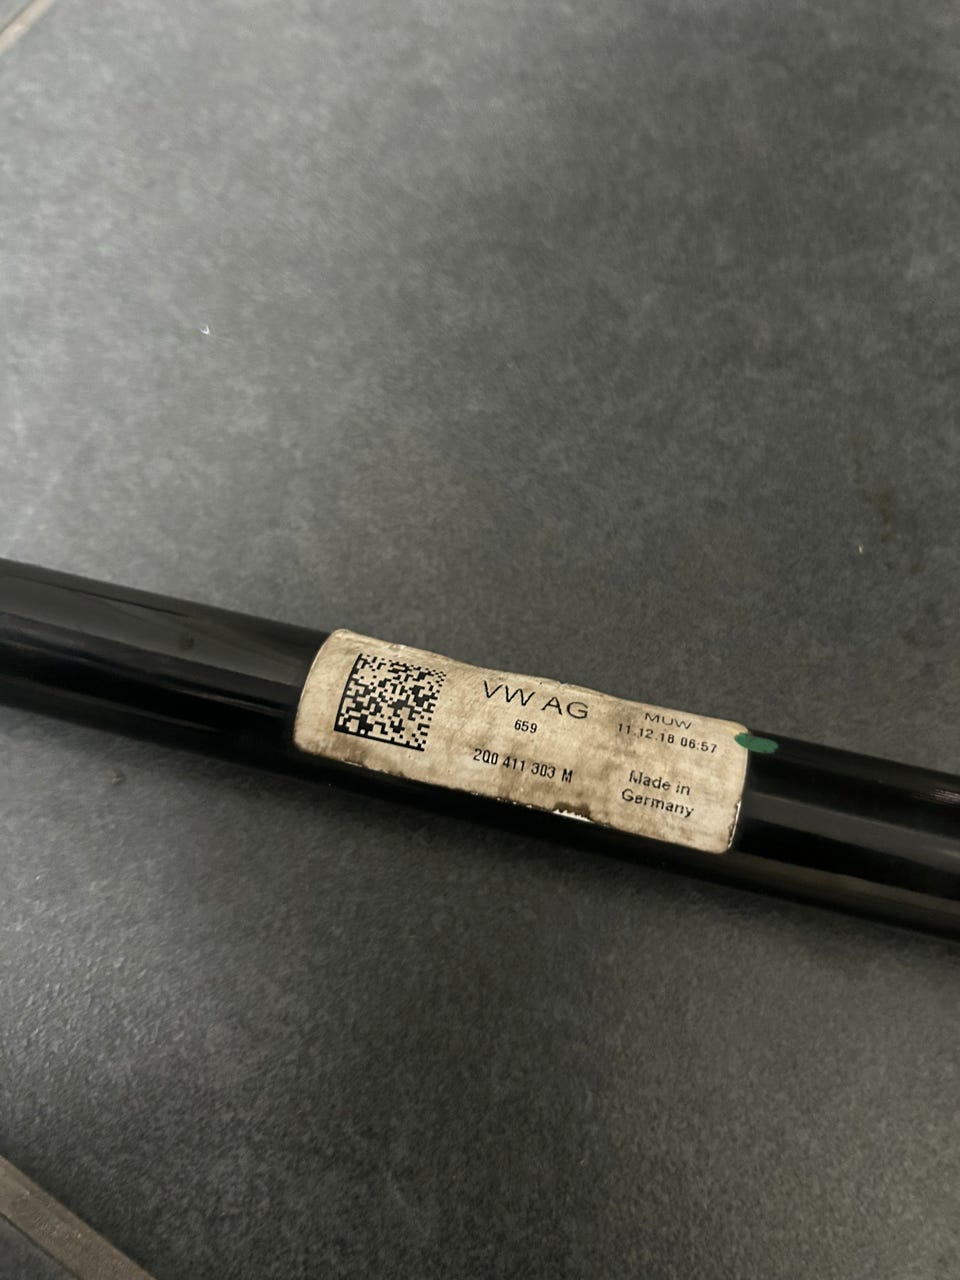 VW AG
659
2Q0 411 303 M
MUW
11.12.18 06:57
Made in
Germany